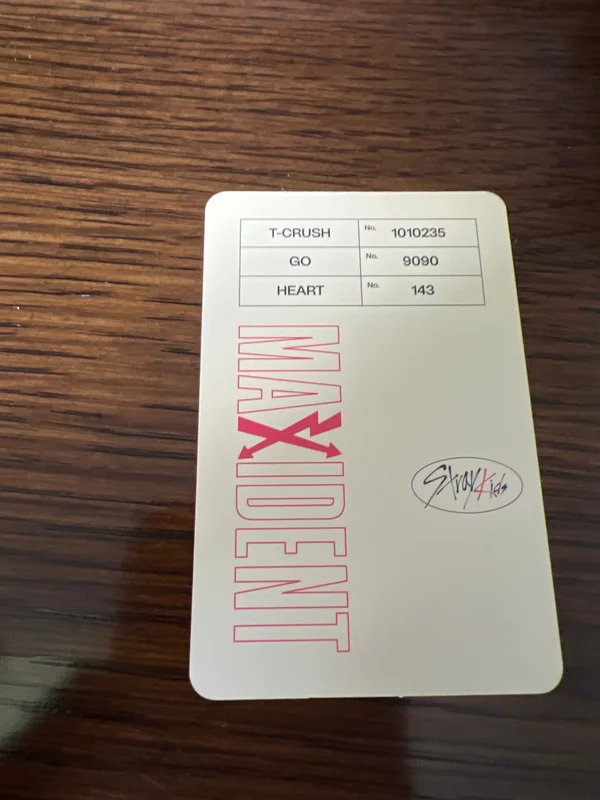 T-CRUSH No. 1010235
GO No. 9090
HEART No. 143
MAXIDENT
Stray Kids